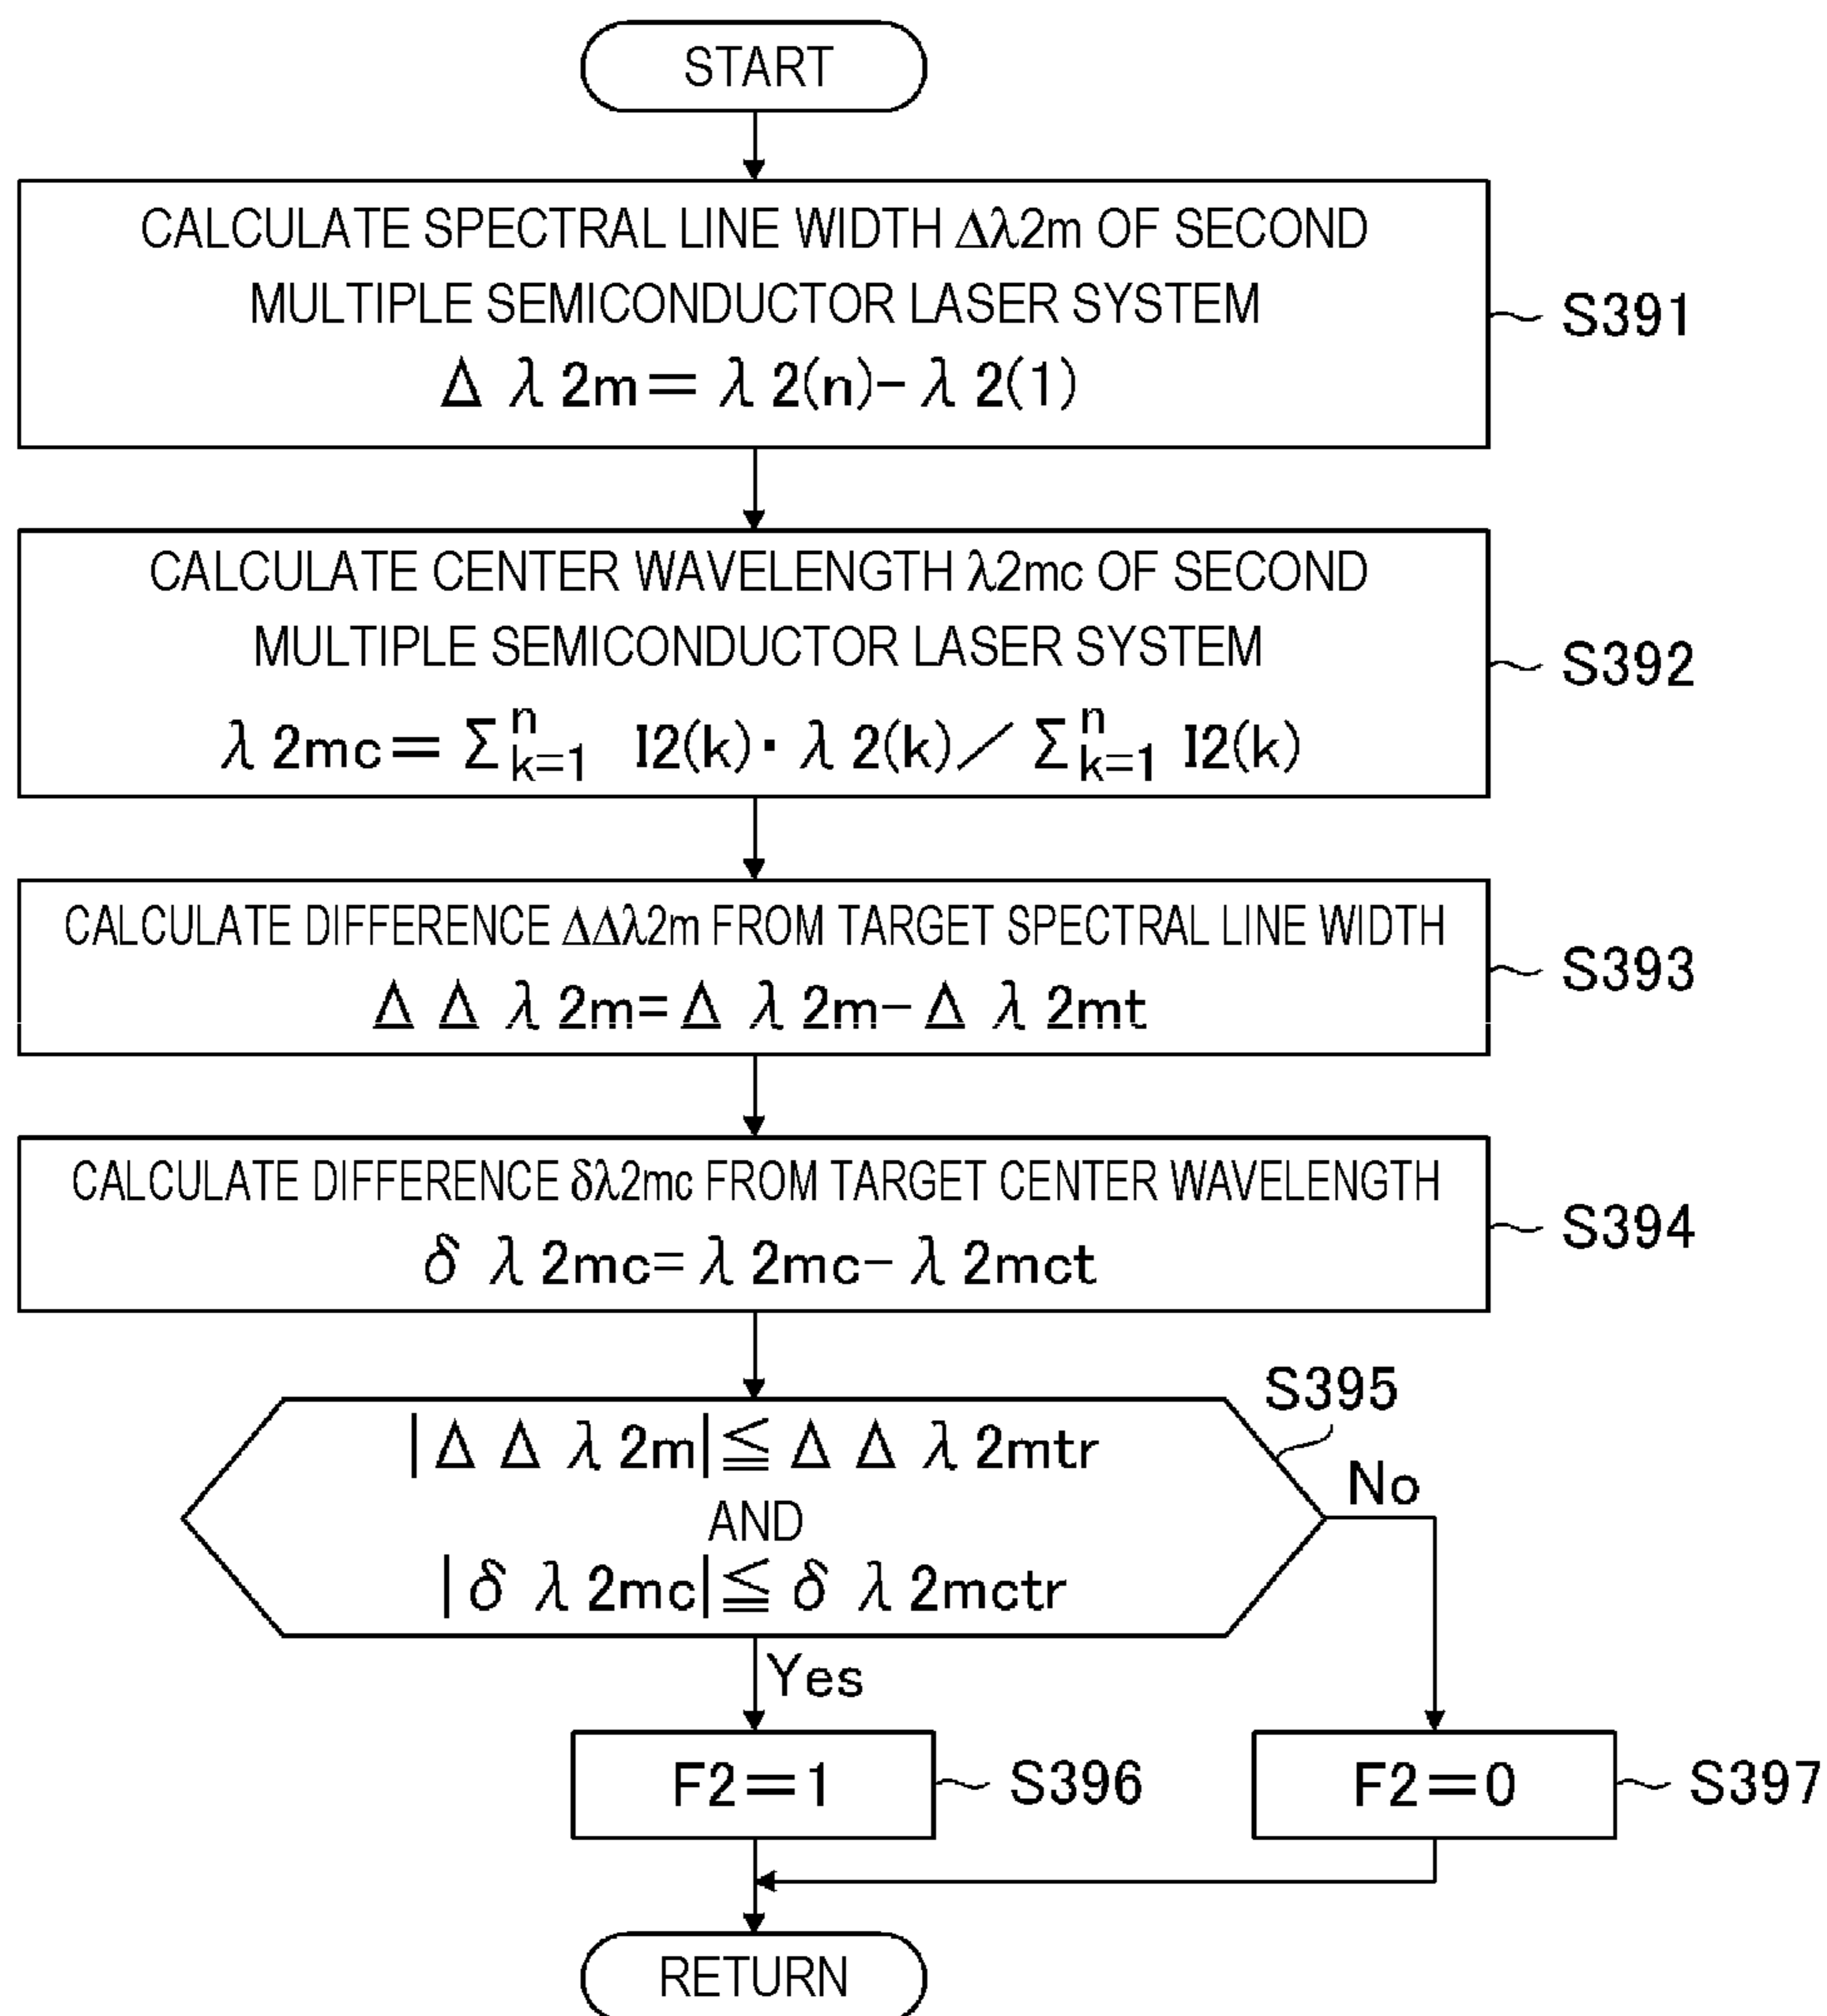 START
CALCULATE SPECTRAL LINE WIDTH Δλ2m OF SECOND
MULTIPLE SEMICONDUCTOR LASER SYSTEM
Δ λ 2m＝ λ 2(n)− λ 2(1)
S391
CALCULATE CENTER WAVELENGTH λ2mc OF SECOND
MULTIPLE SEMICONDUCTOR LASER SYSTEM
λ 2mc＝ Σ n k=1 I2(k)・ λ 2(k)／ Σ n k=1 I2(k)
S392
CALCULATE DIFFERENCE ΔΔλ2m FROM TARGET SPECTRAL LINE WIDTH
Δ Δ λ 2m=Δ λ 2m−Δ λ 2mt
S393
CALCULATE DIFFERENCE δλ2mc FROM TARGET CENTER WAVELENGTH
δ λ 2mc= λ 2mc− λ 2mct
S394
S395
|Δ Δ λ 2m|≦Δ Δ λ 2mtr
AND
|δ λ 2mc|≦ δ λ 2mctr
No
Yes
F2＝1
S396
F2＝0
S397
RETURN